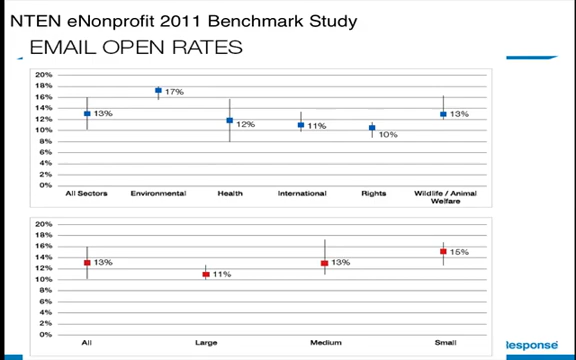 NTEN eNonprofit 2011 Benchmark Study
EMAIL OPEN RATES
20%
18%
16%
14%
12%
10%
8%
6%
4%
2%
0%
13%
17%
12%
11%
10%
13%
All Sectors
Environmental
Health
International
Rights
Wildlife / Animal
Welfare
20%
18%
16%
14%
12%
10%
8%
6%
4%
2%
0%
13%
11%
13%
15%
All
Large
Medium
Small
Response